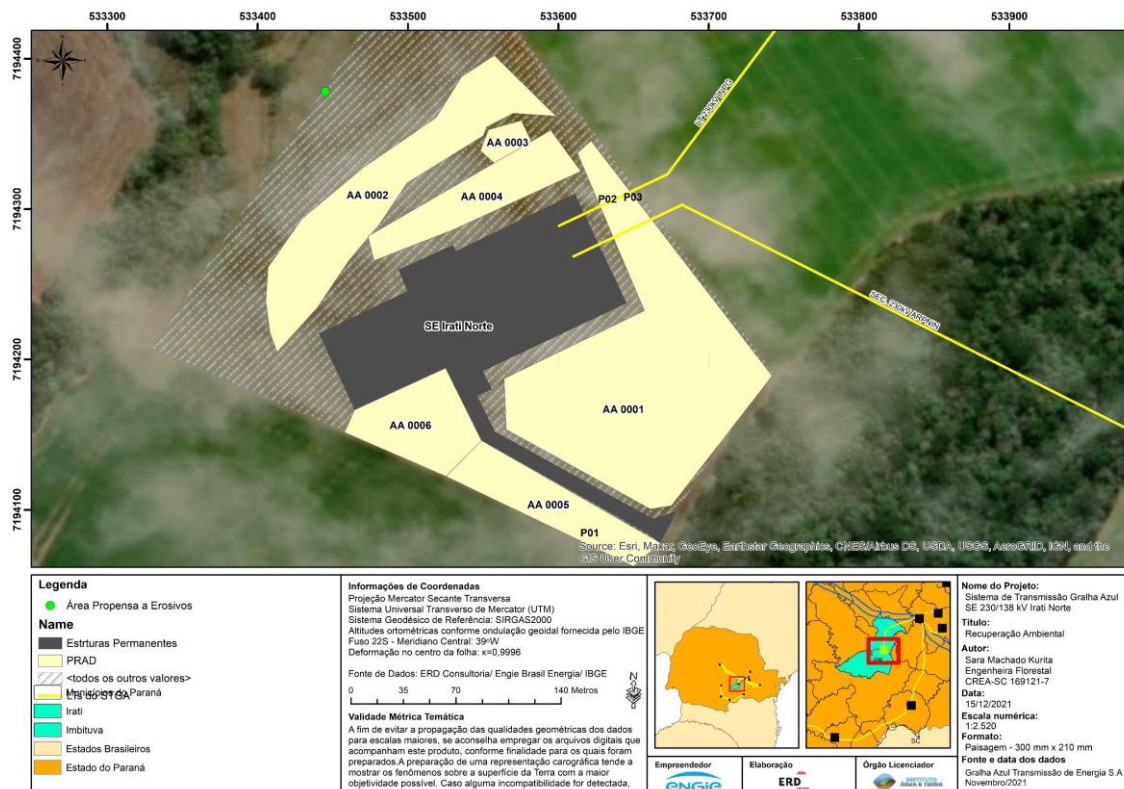 533300 533400 533500 533600 533700 533800 533900
7194400
7194300
7194200
7194100
AA 0003
AA 0002
AA 0004
P02 P03
SE Irati Norte
AA 0001
AA 0006
AA 0005
P01
SEC. 230kV ARPNIN
Source: Esri, Maxar, GeoEye, Earthstar Geographics, CNES/Airbus DS, USDA, USGS, AeroGRID, IGN, and the
GIS User Community
Legenda
Área Propensa a Erosivos
Name
Estrturas Permanentes
PRAD
<todos os outros valores>
Municípios do Paraná
LTs do STGA
Irati
Imbituva
Estados Brasileiros
Estado do Paraná
Informações de Coordenadas
Projeção Mercator Secante Transversa
Sistema Universal Transverso de Mercator (UTM)
Sistema Geodésico de Referência: SIRGAS2000
Altitudes ortométricas conforme ondulação geoidal fornecida pelo IBGE
Fuso 22S - Meridiano Central: 39ºW
Deformação no centro da folha: κ=0,9996
Fonte de Dados: ERD Consultoria/ Engie Brasil Energia/ IBGE
0 35 70 140 Metros
N
Validade Métrica Temática
A fim de evitar a propagação das qualidades geométricas dos dados
para escalas maiores, se aconselha empregar os arquivos digitais que
acompanham este produto, conforme finalidade para os quais foram
preparados.A preparação de uma representação carográfica tende a
mostrar os fenômenos sobre a superfície da Terra com a maior
objetividade possível. Caso alguma incompatibilidade for detectada,
SC
Empreendedor
ENGIE
Elaboração
ERD
Órgão Licenciador
INSTITUTO
ÁGUA E TERRA
Nome do Projeto:
Sistema de Transmissão Gralha Azul
SE 230/138 kV Irati Norte
Título:
Recuperação Ambiental
Autor:
Sara Machado Kurita
Engenheira Florestal
CREA-SC 169121-7
Data:
15/12/2021
Escala numérica:
1:2.520
Formato:
Paisagem - 300 mm x 210 mm
Fonte e data dos dados
Gralha Azul Transmissão de Energia S.A.
Novembro/2021